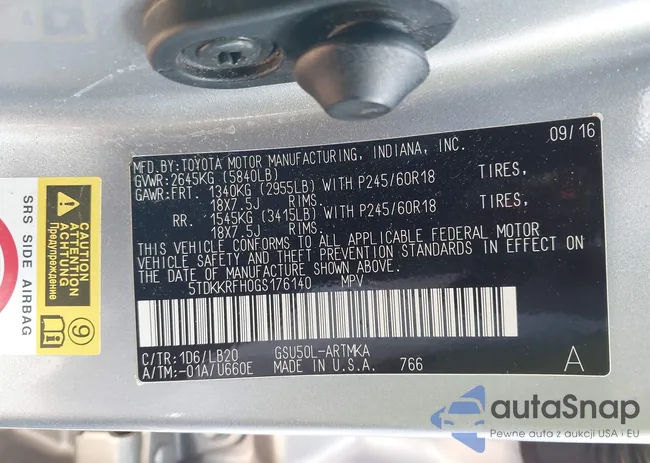 09/16
MFD.BY:TOYOTA MOTOR MANUFACTURING, INDIANA, INC.
GVWR:2645KG (5840LB)
GAWR:FRT. 1340KG (2955LB) WITH P245/60R18 TIRES,
18X7.5J RIMS.
RR. 1545KG (3415LB) WITH P245/60R18 TIRES,
18X7.5J RIMS.
THIS VEHICLE CONFORMS TO ALL APPLICABLE FEDERAL MOTOR
VEHICLE SAFETY AND THEFT PREVENTION STANDARDS IN EFFECT ON
THE DATE OF MANUFACTURE SHOWN ABOVE.
5TDKKRFH0GS176140 MPV
C/TR:1D6/LB20 GSU50L-ARTMKA
A/TM:-01A/U660E MADE IN U.S.A. 766 A
SRS SIDE AIRBAG
CAUTION
ATTENTION
ACHTUNG
Предупреждение
9
autaSnap
Pewne auta z aukcji USA i EU